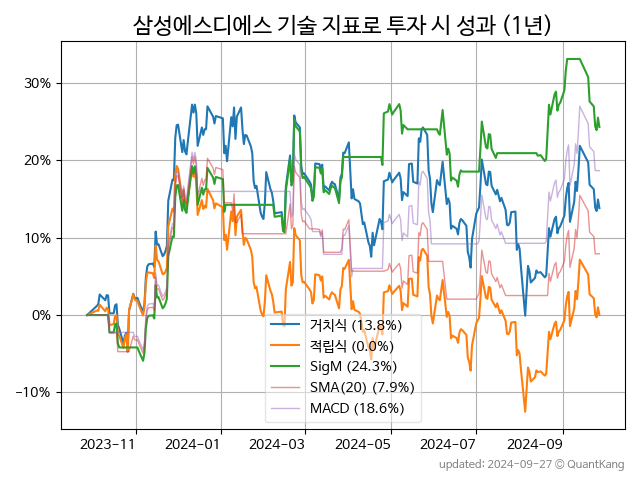 삼성에스디에스 기술 지표로 투자 시 성과 (1년)
30%
20%
10%
0%
−10%
거치식 (13.8%)
적립식 (0.0%)
SigM (24.3%)
SMA(20) (7.9%)
MACD (18.6%)
2023-11
2024-01
2024-03
2024-05
2024-07
2024-09
updated: 2024-09-27 © QuantKang